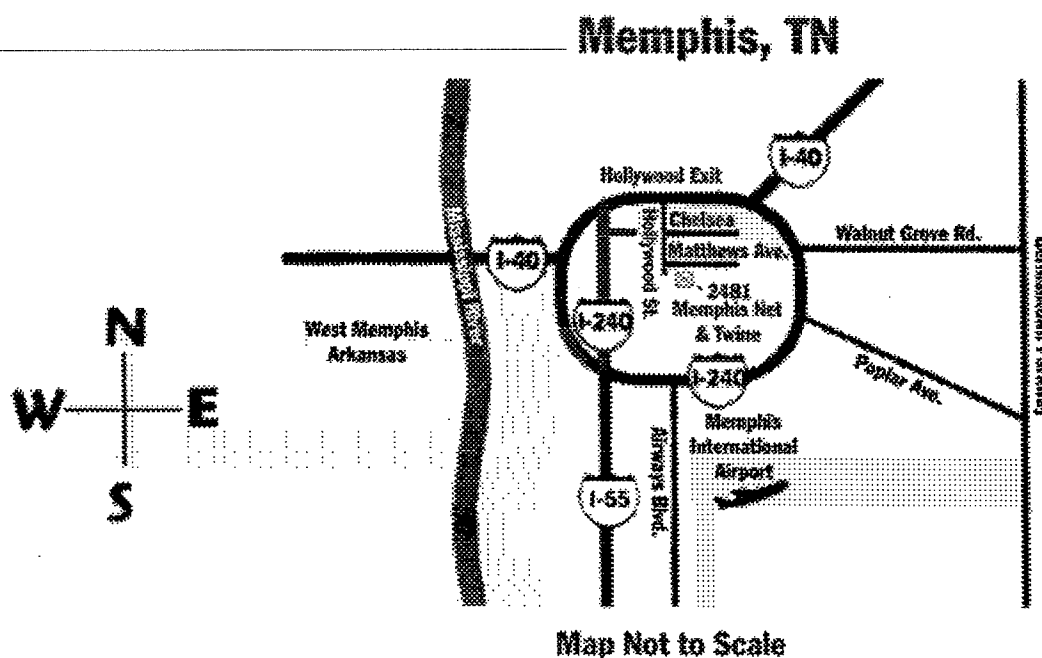 Memphis, TN
I-40
Hollywood Exit
Chelsea
Hollywood St.
Matthews Ave.
Walnut Grove Rd.
I-40
2481
Memphis Net
& Twine
I-240
West Memphis
Arkansas
N
W E
S
I-240
Poplar Ave.
Memphis
International
Airport
Airways Blvd.
I-55
Map Not to Scale